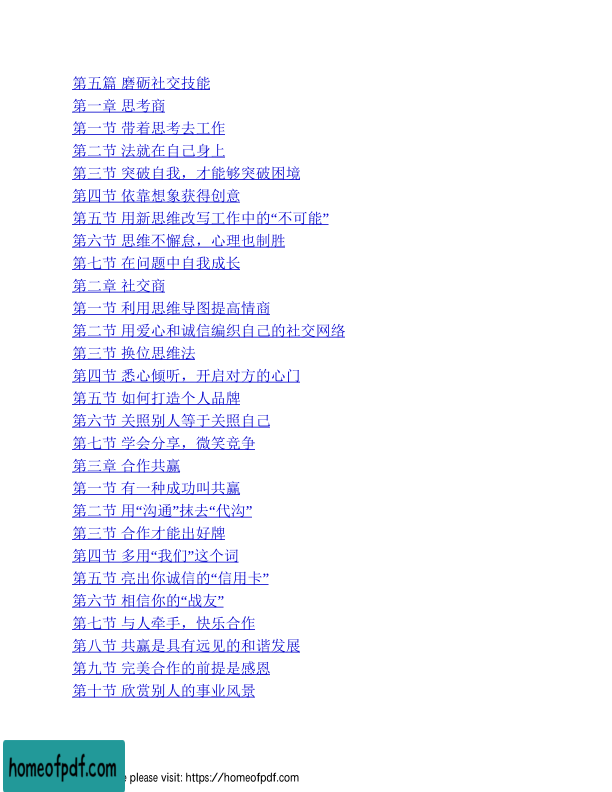 第五篇 磨砺社交技能
第一章 思考商
第一节 带着思考去工作
第二节 法就在自己身上
第三节 突破自我，才能够突破困境
第四节 依靠想象获得创意
第五节 用新思维改写工作中的“不可能”
第六节 思维不懈怠，心理也制胜
第七节 在问题中自我成长
第二章 社交商
第一节 利用思维导图提高情商
第二节 用爱心和诚信编织自己的社交网络
第三节 换位思维法
第四节 悉心倾听，开启对方的心门
第五节 如何打造个人品牌
第六节 关照别人等于关照自己
第七节 学会分享，微笑竞争
第三章 合作共赢
第一节 有一种成功叫共赢
第二节 用“沟通”抹去“代沟”
第三节 合作才能出好牌
第四节 多用“我们”这个词
第五节 亮出你诚信的“信用卡”
第六节 相信你的“战友”
第七节 与人牵手，快乐合作
第八节 共赢是具有远见的和谐发展
第九节 完美合作的前提是感恩
第十节 欣赏别人的事业风景
homeofpdf.com
please visit: https://homeofpdf.com